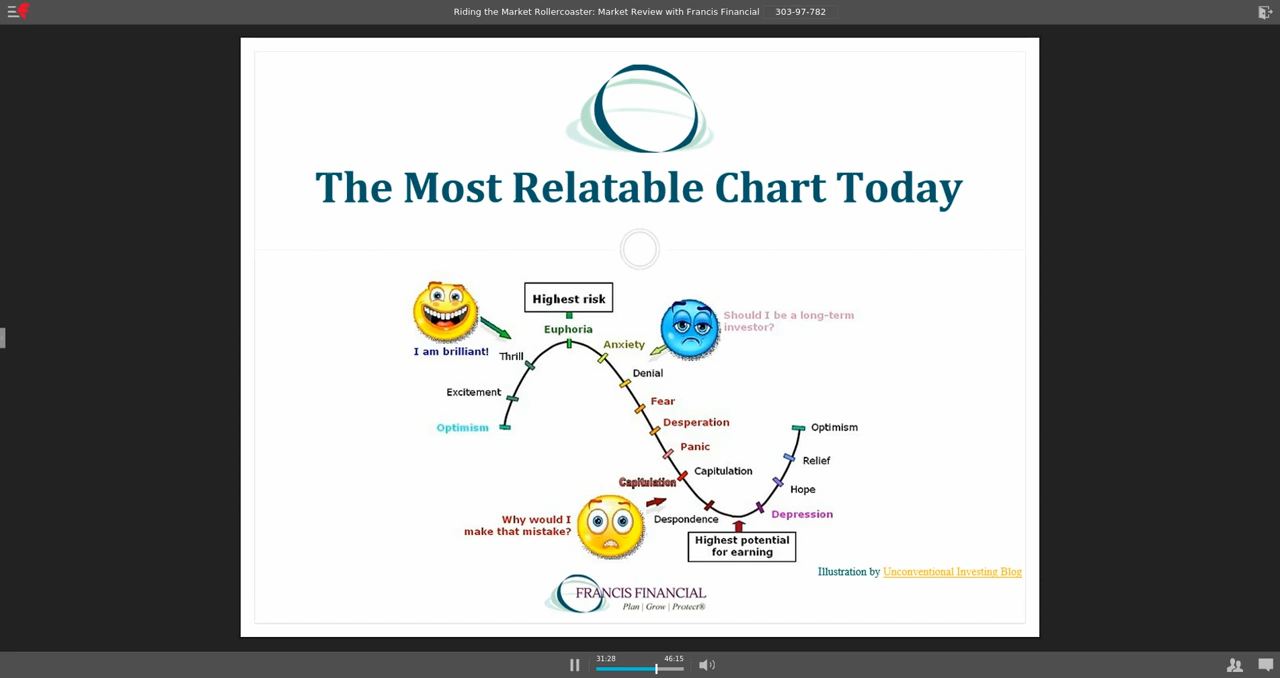 Riding the Market Rollercoaster: Market Review with Francis Financial 303-97-782
The Most Relatable Chart Today
Highest risk
Euphoria
I am brilliant!
Thrill
Anxiety
Should I be a long-term
investor?
Denial
Excitement
Fear
Optimism
Desperation
Optimism
Panic
Relief
Capitulation
Capitulation
Hope
Why would I
make that mistake?
Despondence
Depression
Highest potential
for earning
Illustration by Unconventional Investing Blog
FRANCIS FINANCIAL
Plan | Grow | Protect®
31:28 46:15